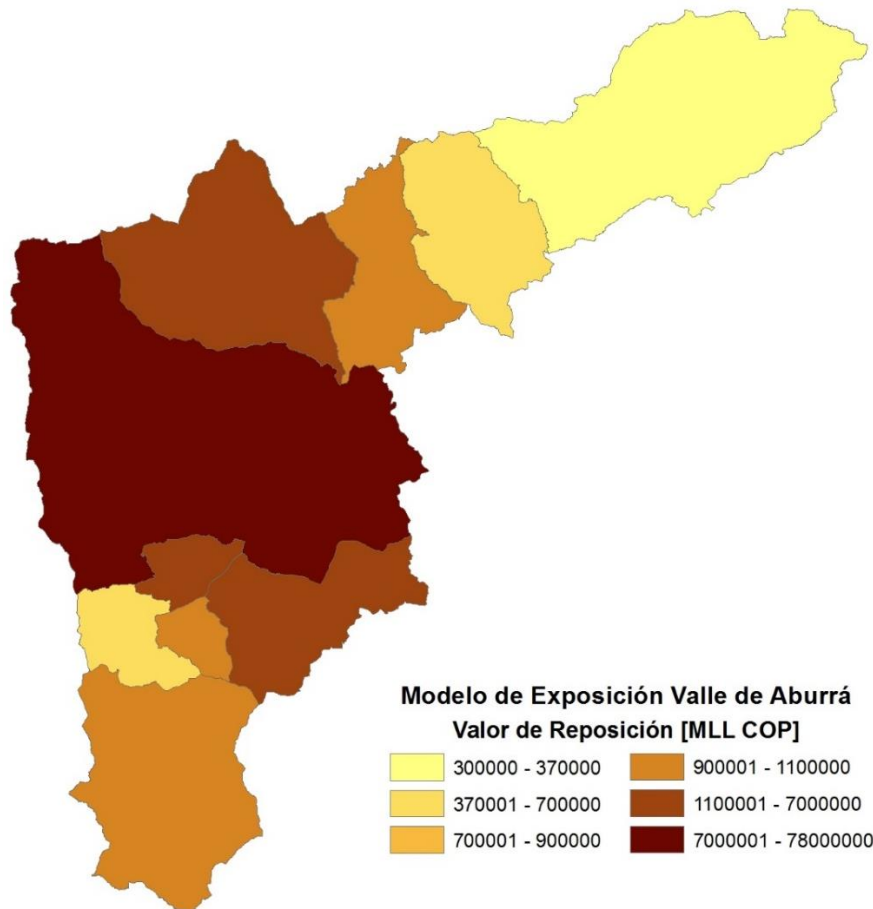 Modelo de Exposición Valle de Aburrá
Valor de Reposición [MLL COP]
300000 - 370000
370001 - 700000
700001 - 900000
900001 - 1100000
1100001 - 7000000
7000001 - 78000000